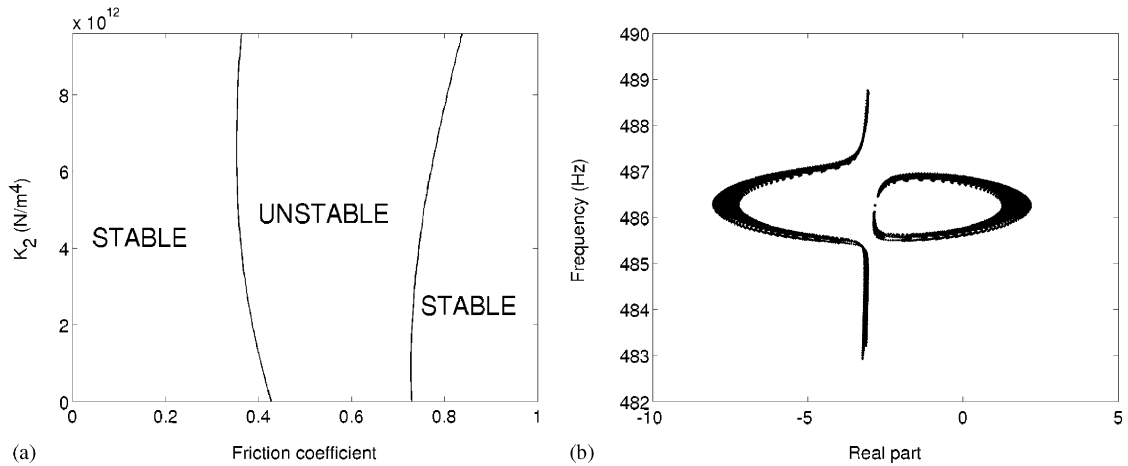 x 10^12
8
6
4
2
0
K_2 (N/m^4)
STABLE
UNSTABLE
STABLE
0
0.2
0.4
0.6
0.8
1
Friction coefficient
(a)
490
489
488
487
486
485
484
483
482
Frequency (Hz)
-10
-5
0
5
Real part
(b)